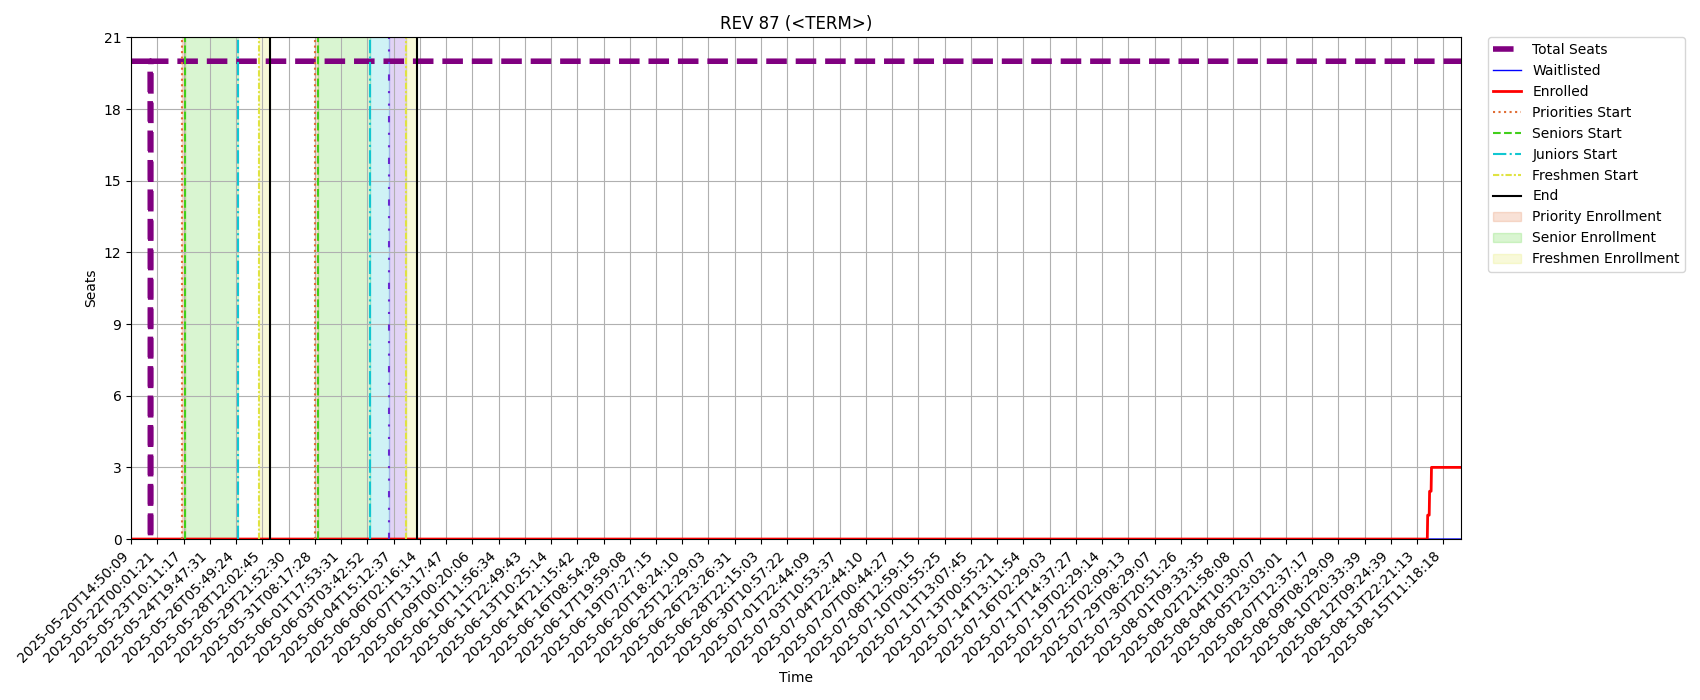 REV 87 (<TERM>)
21
18
15
12
9
6
3
0
Seats
2025-05-20T14:50:09
2025-05-22T00:01:21
2025-05-23T10:11:17
2025-05-24T19:47:31
2025-05-26T05:49:24
2025-05-28T12:02:45
2025-05-29T21:52:30
2025-05-31T08:17:28
2025-06-01T17:53:31
2025-06-03T03:42:52
2025-06-04T15:12:37
2025-06-06T02:16:14
2025-06-07T13:17:47
2025-06-09T00:20:06
2025-06-10T11:56:34
2025-06-11T22:49:43
2025-06-13T10:25:14
2025-06-14T21:15:42
2025-06-16T08:54:28
2025-06-17T19:59:08
2025-06-19T07:27:15
2025-06-20T18:24:10
2025-06-25T12:29:03
2025-06-26T23:26:31
2025-06-28T22:15:03
2025-06-30T10:57:22
2025-07-01T22:44:09
2025-07-03T10:53:37
2025-07-04T22:44:10
2025-07-07T00:44:27
2025-07-08T12:59:15
2025-07-10T00:55:25
2025-07-11T13:07:45
2025-07-13T00:55:21
2025-07-14T13:11:54
2025-07-16T02:29:03
2025-07-17T14:37:27
2025-07-19T02:29:14
2025-07-25T02:09:13
2025-07-29T08:29:07
2025-07-30T20:51:26
2025-08-01T09:33:35
2025-08-02T21:58:08
2025-08-04T10:30:07
2025-08-05T23:03:01
2025-08-07T12:37:17
2025-08-09T08:29:09
2025-08-10T20:33:39
2025-08-12T09:24:39
2025-08-13T22:21:13
2025-08-15T11:18:18
Time
Total Seats
Waitlisted
Enrolled
Priorities Start
Seniors Start
Juniors Start
Freshmen Start
End
Priority Enrollment
Senior Enrollment
Freshmen Enrollment